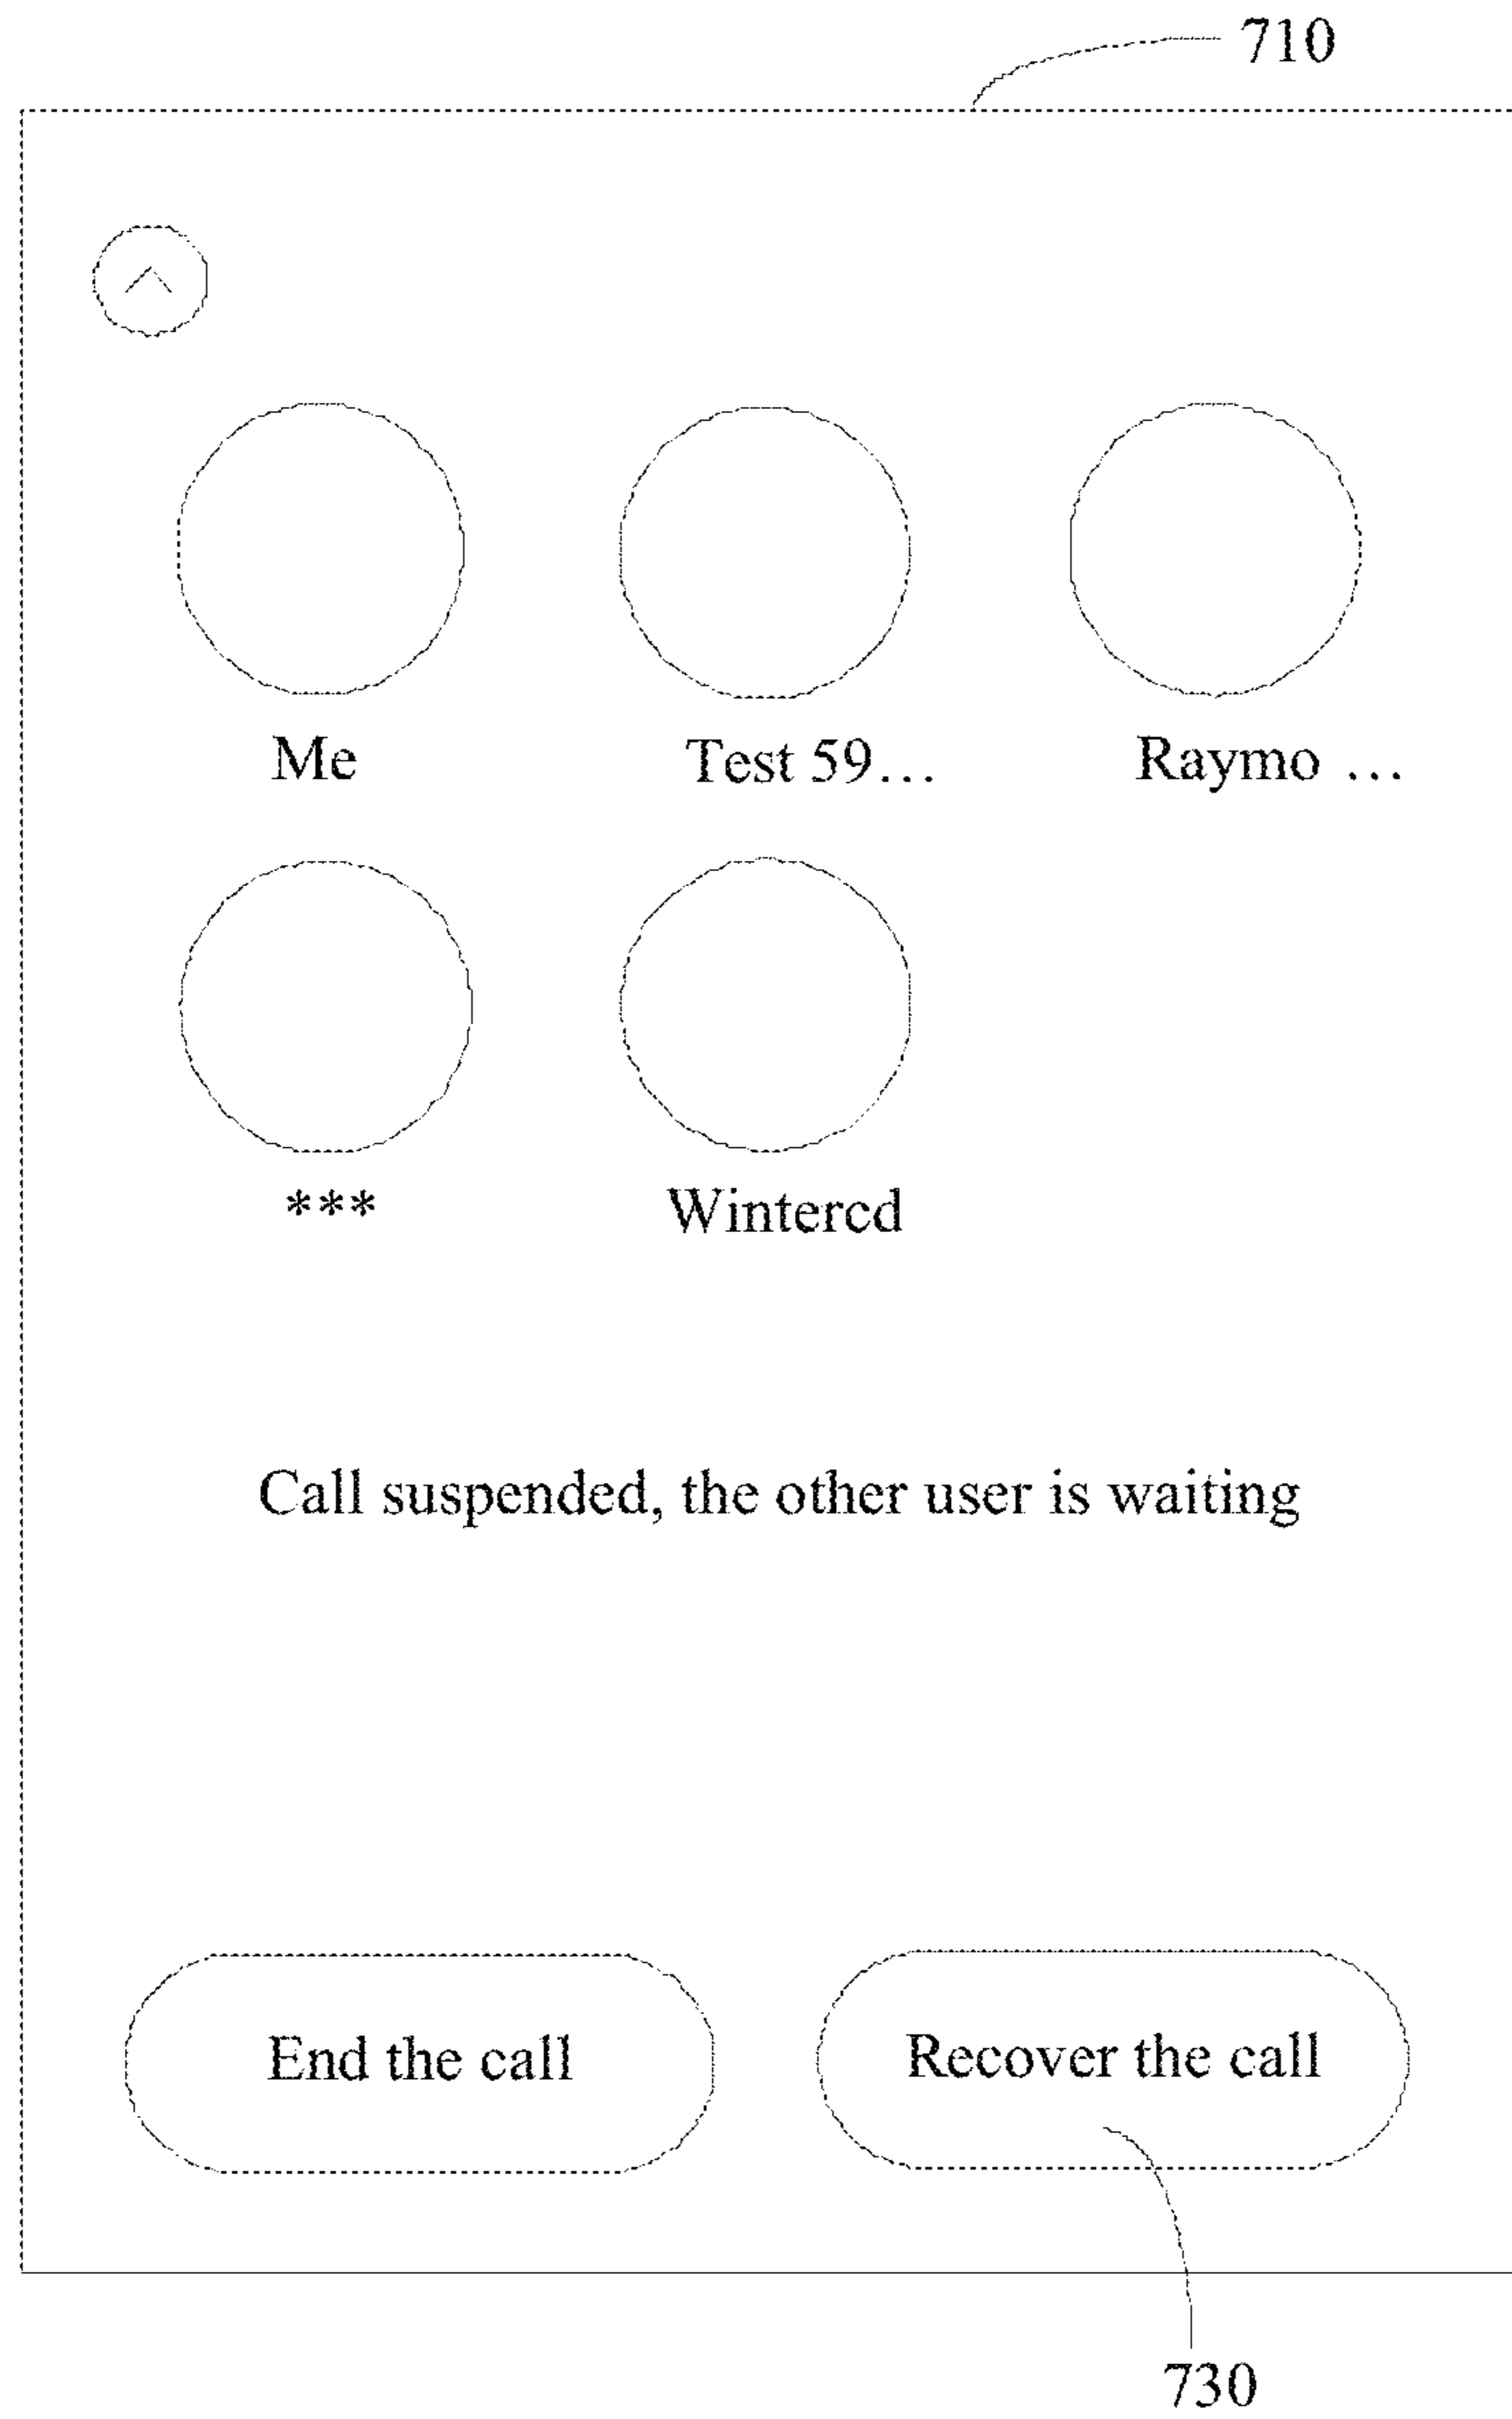 710
Me Test 59... Raymo ...
*** Wintercd
Call suspended, the other user is waiting
End the call Recover the call
730